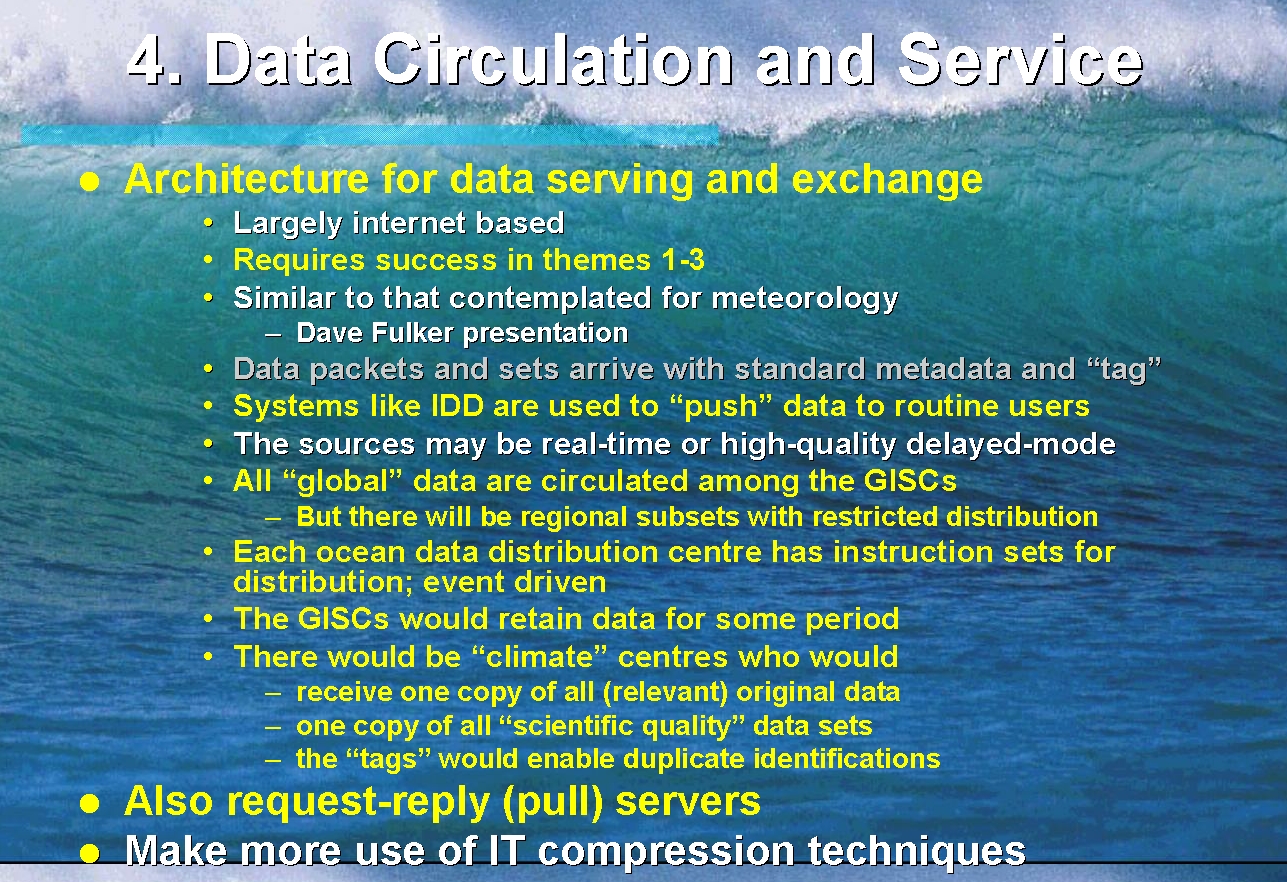 4. Data Circulation and Service
● Architecture for data serving and exchange
• Largely internet based
• Requires success in themes 1-3
• Similar to that contemplated for meteorology
– Dave Fulker presentation
• Data packets and sets arrive with standard metadata and “tag”
• Systems like IDD are used to “push” data to routine users
• The sources may be real-time or high-quality delayed-mode
• All “global” data are circulated among the GISCs
– But there will be regional subsets with restricted distribution
• Each ocean data distribution centre has instruction sets for
distribution; event driven
• The GISCs would retain data for some period
• There would be “climate” centres who would
– receive one copy of all (relevant) original data
– one copy of all “scientific quality” data sets
– the “tags” would enable duplicate identifications
● Also request-reply (pull) servers
● Make more use of IT compression techniques